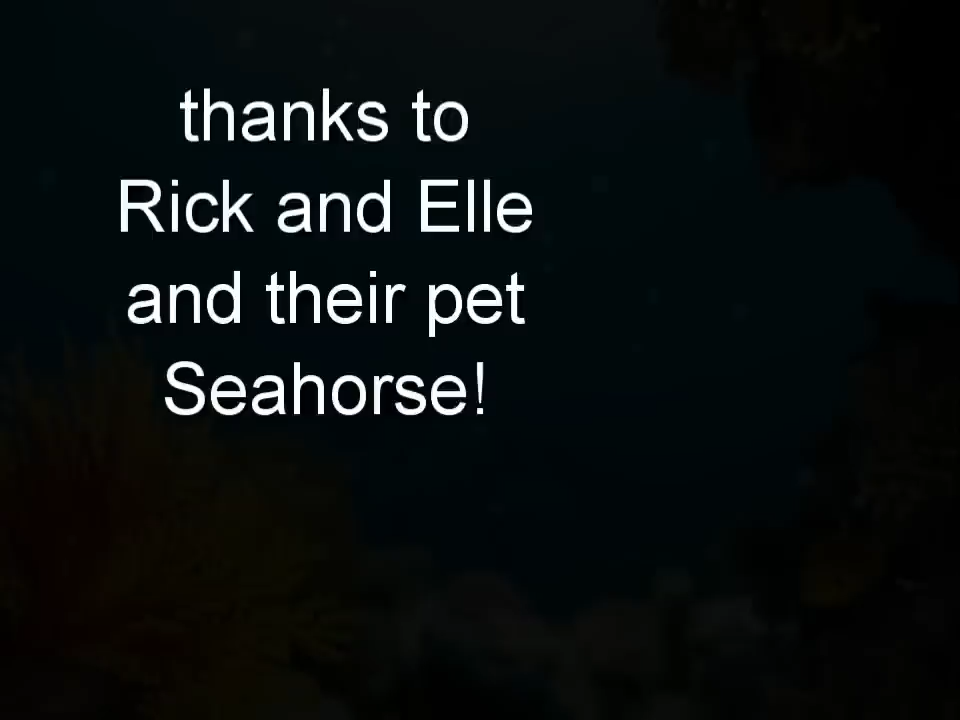 thanks to
Rick and Elle
and their pet
Seahorse!